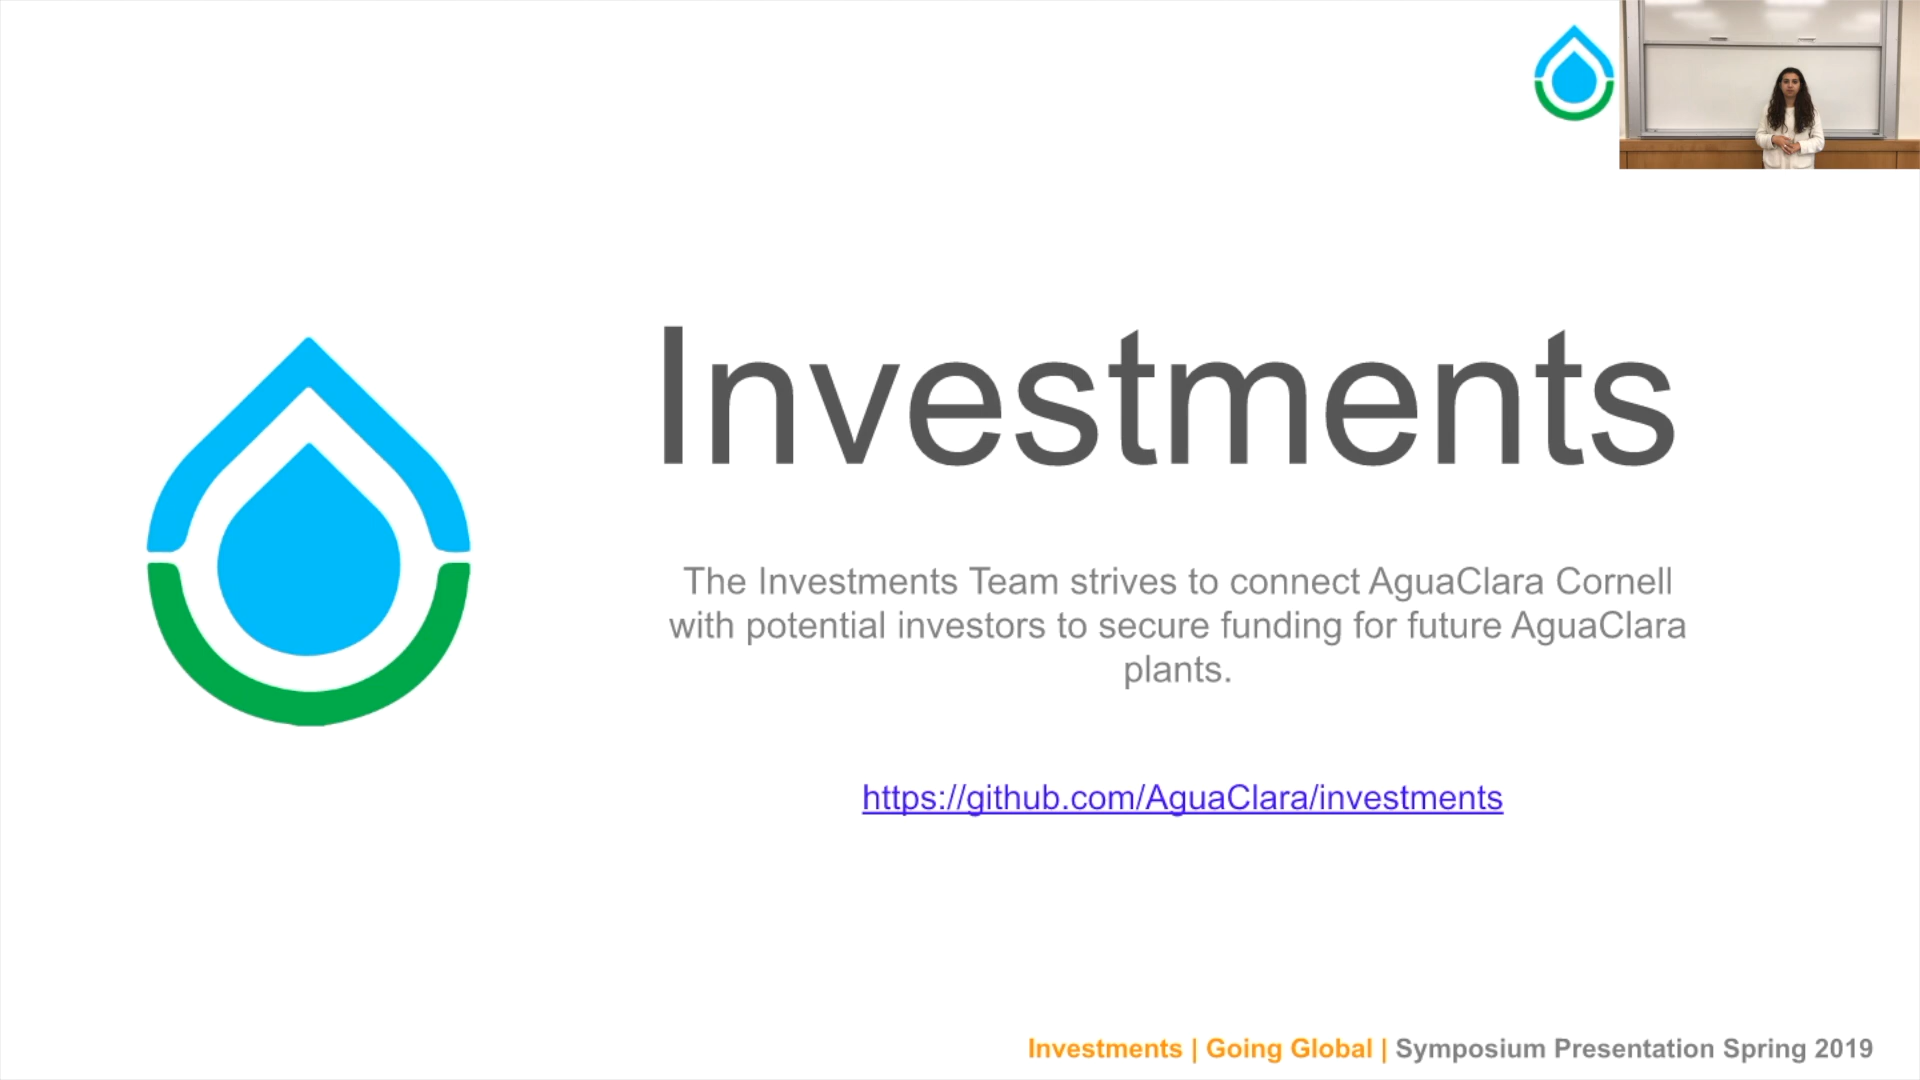 Investments
The Investments Team strives to connect AguaClara Cornell
with potential investors to secure funding for future AguaClara
plants.
https://github.com/AguaClara/investments
Investments | Going Global | Symposium Presentation Spring 2019